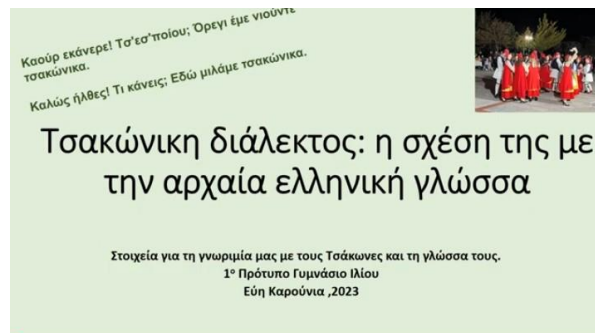 Καούρ εκάνερε! Τσ'εσ'ποίου; Όρεγι έμε νιούντε
τσακώνικα.
Καλώς ήλθες! Τι κάνεις; Εδώ μιλάμε τσακώνικα.
Τσακώνικη διάλεκτος: η σχέση της με
την αρχαία ελληνική γλώσσα
Στοιχεία για τη γνωριμία μας με τους Τσάκωνες και τη γλώσσα τους.
1ο Πρότυπο Γυμνάσιο Ιλίου
Εύη Καρούνια ,2023